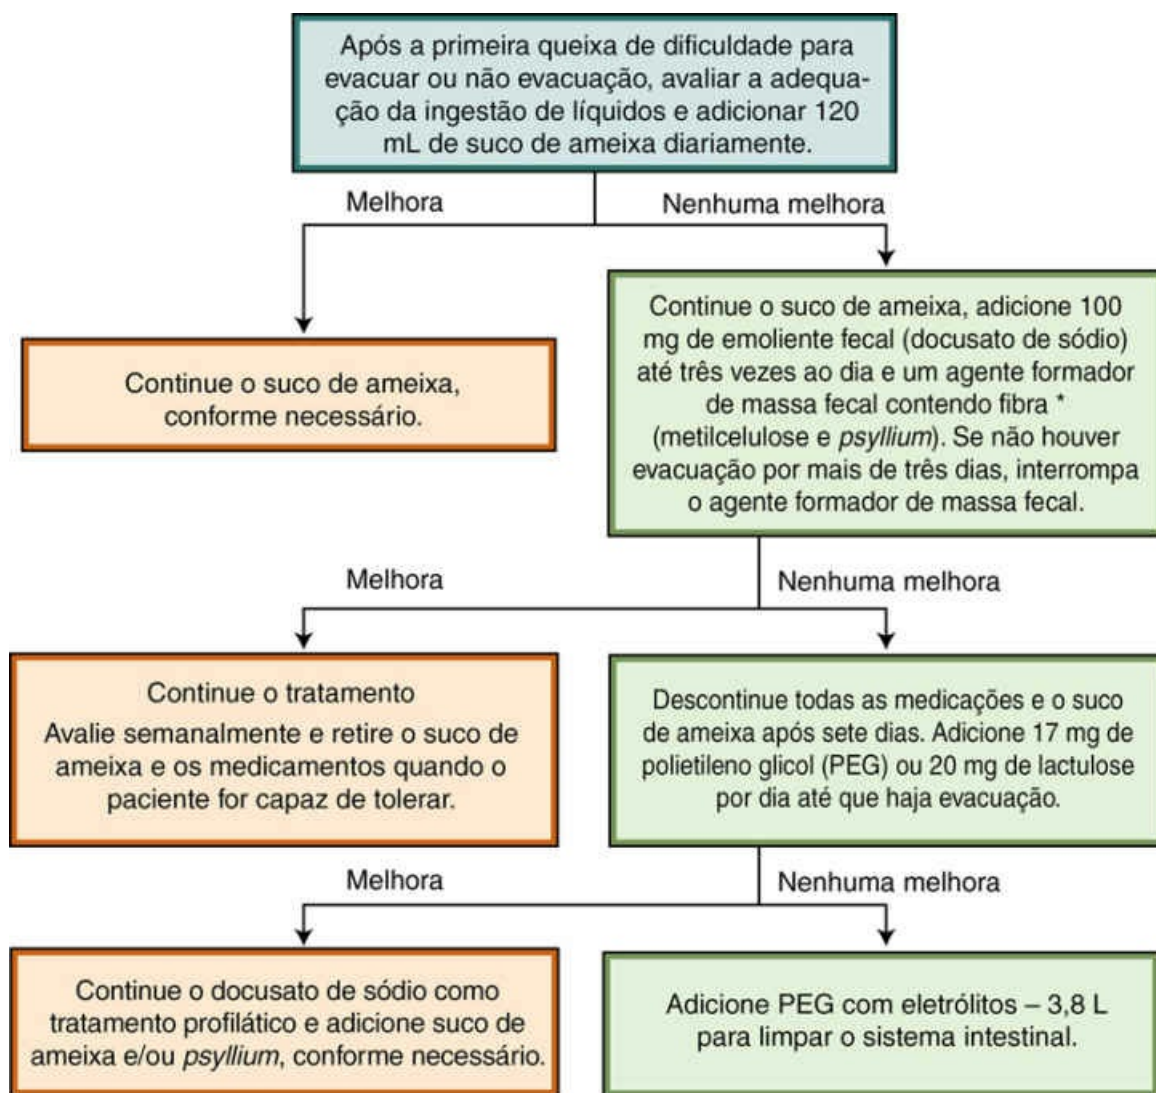 Após a primeira queixa de dificuldade para
evacuar ou não evacuação, avaliar a adequa-
ção da ingestão de líquidos e adicionar 120
mL de suco de ameixa diariamente.
Melhora
Nenhuma melhora
Continue o suco de ameixa,
conforme necessário.
Continue o suco de ameixa, adicione 100
mg de emoliente fecal (docusato de sódio)
até três vezes ao dia e um agente formador
de massa fecal contendo fibra *
(metilcelulose e psyllium). Se não houver
evacuação por mais de três dias, interrompa
o agente formador de massa fecal.
Melhora
Nenhuma melhora
Continue o tratamento
Avalie semanalmente e retire o suco de
ameixa e os medicamentos quando o
paciente for capaz de tolerar.
Descontinue todas as medicações e o suco
de ameixa após sete dias. Adicione 17 mg de
polietileno glicol (PEG) ou 20 mg de lactulose
por dia até que haja evacuação.
Melhora
Nenhuma melhora
Continue o docusato de sódio como
tratamento profilático e adicione suco de
ameixa e/ou psyllium, conforme necessário.
Adicione PEG com eletrólitos – 3,8 L
para limpar o sistema intestinal.